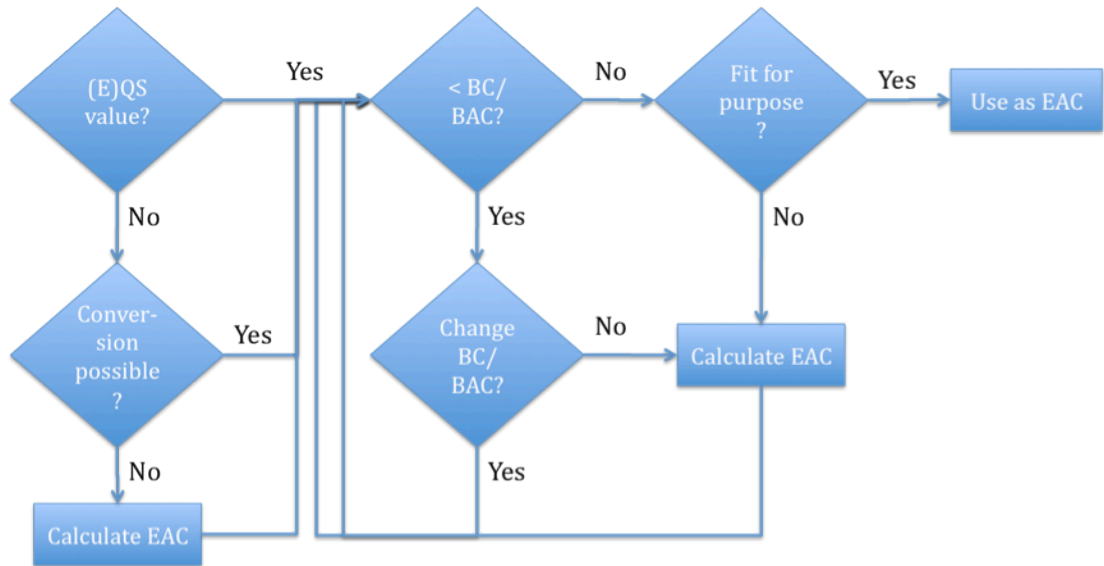 (E)QS
value?
Yes
< BC/
BAC?
No
Fit for
purpose
?
Yes
Use as EAC
No
Yes
No
Conver-
sion
possible
?
Yes
Change
BC/
BAC?
No
Calculate EAC
No
Yes
Calculate EAC